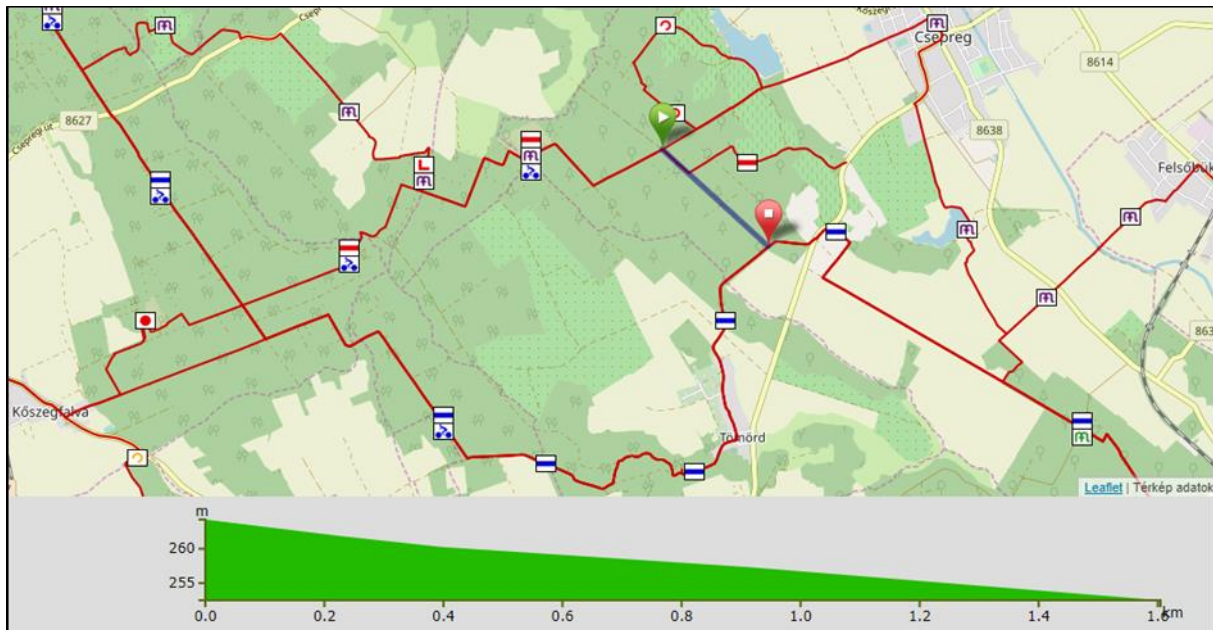 Kőszegi
Csepreg
8614
8627
Csepregi út
8638
Felsőbük
L
863
Kőszegfalva
Tömörd
Leaflet | Térkép adatok
m
260
255
0.0 0.2 0.4 0.6 0.8 1.0 1.2 1.4 1.6 km